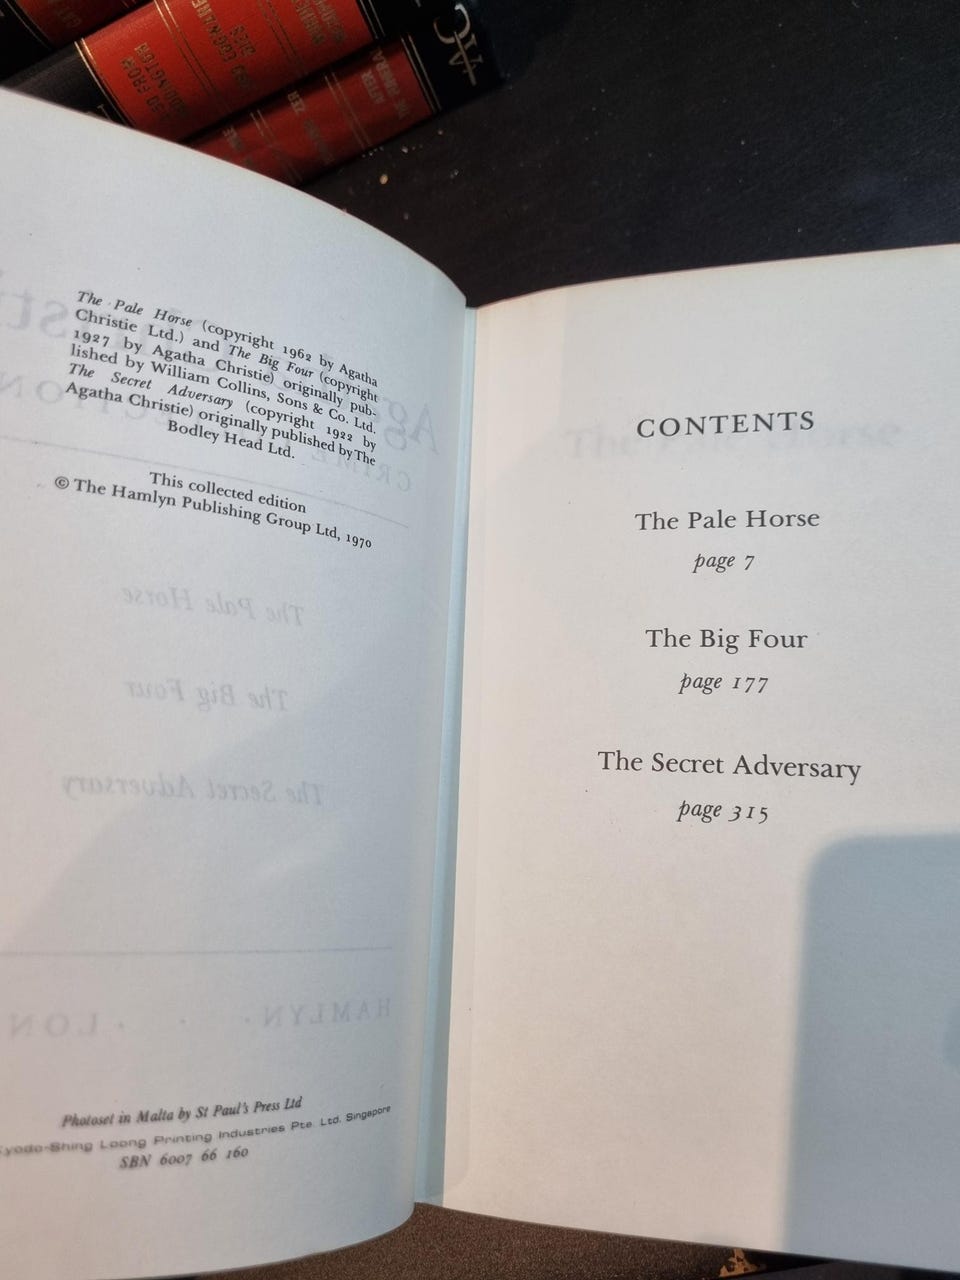 The Pale Horse (copyright 1962 by Agatha
Christie Ltd.) and The Big Four (copyright
1927 by Agatha Christie) originally pub-
lished by William Collins, Sons & Co. Ltd.
The Secret Adversary (copyright 1922 by
Agatha Christie) originally published by The
Bodley Head Ltd.
This collected edition
© The Hamlyn Publishing Group Ltd, 1970
Photoset in Malta by St Paul's Press Ltd
Kyodo-Shing Loong Printing Industries Pte. Ltd. Singapore
SBN 6007 66 160
CONTENTS
The Pale Horse
page 7
The Big Four
page 177
The Secret Adversary
page 315
AFTER
THE FUNERAL